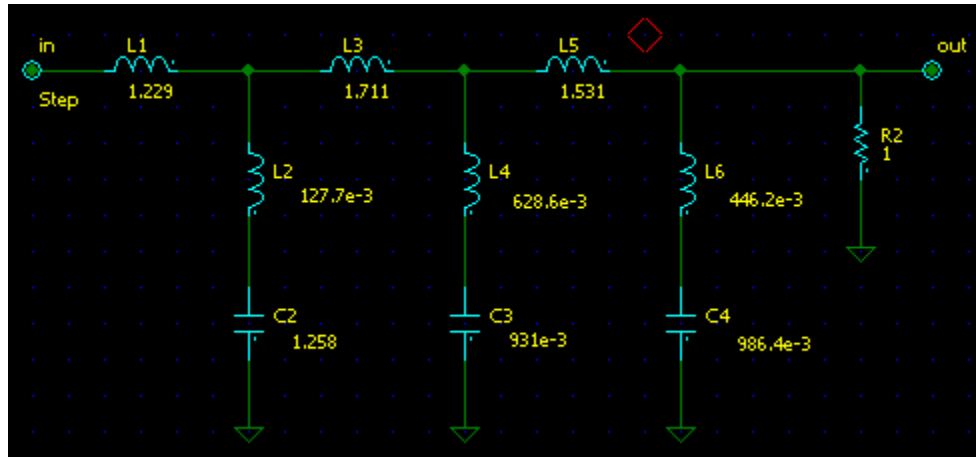 in
L1
L3
L5
out
Step
1.229
1.711
1.531
R2
1
L2
127.7e-3
L4
628.6e-3
L6
446.2e-3
C2
1.258
C3
931e-3
C4
986.4e-3